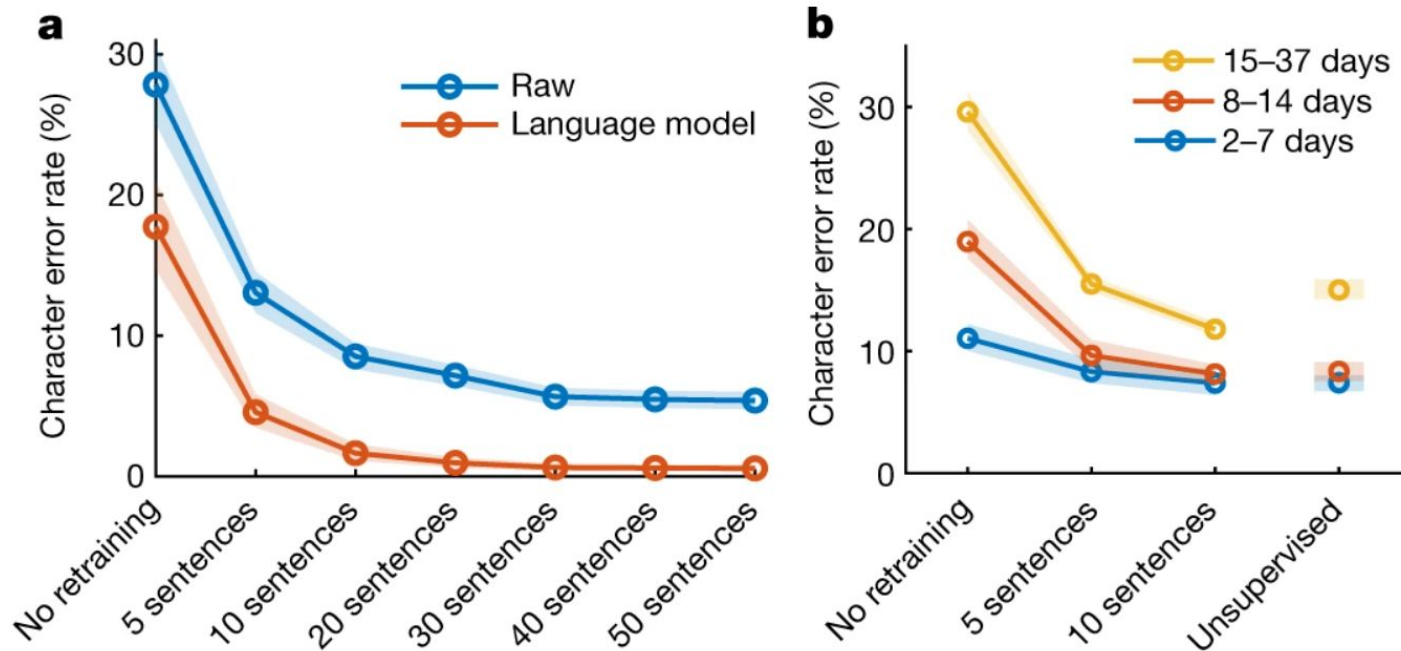 a
Character error rate (%)
30
20
10
0
Raw
Language model
No retraining
5 sentences
10 sentences
20 sentences
30 sentences
40 sentences
50 sentences
b
Character error rate (%)
30
20
10
0
15–37 days
8–14 days
2–7 days
No retraining
5 sentences
10 sentences
Unsupervised